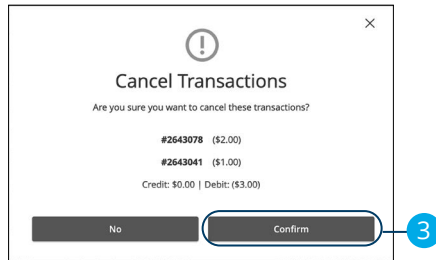 Cancel Transactions
Are you sure you want to cancel these transactions?
#2643078 ($2.00)
#2643041 ($1.00)
Credit: $0.00 | Debit: ($3.00)
No Confirm 3